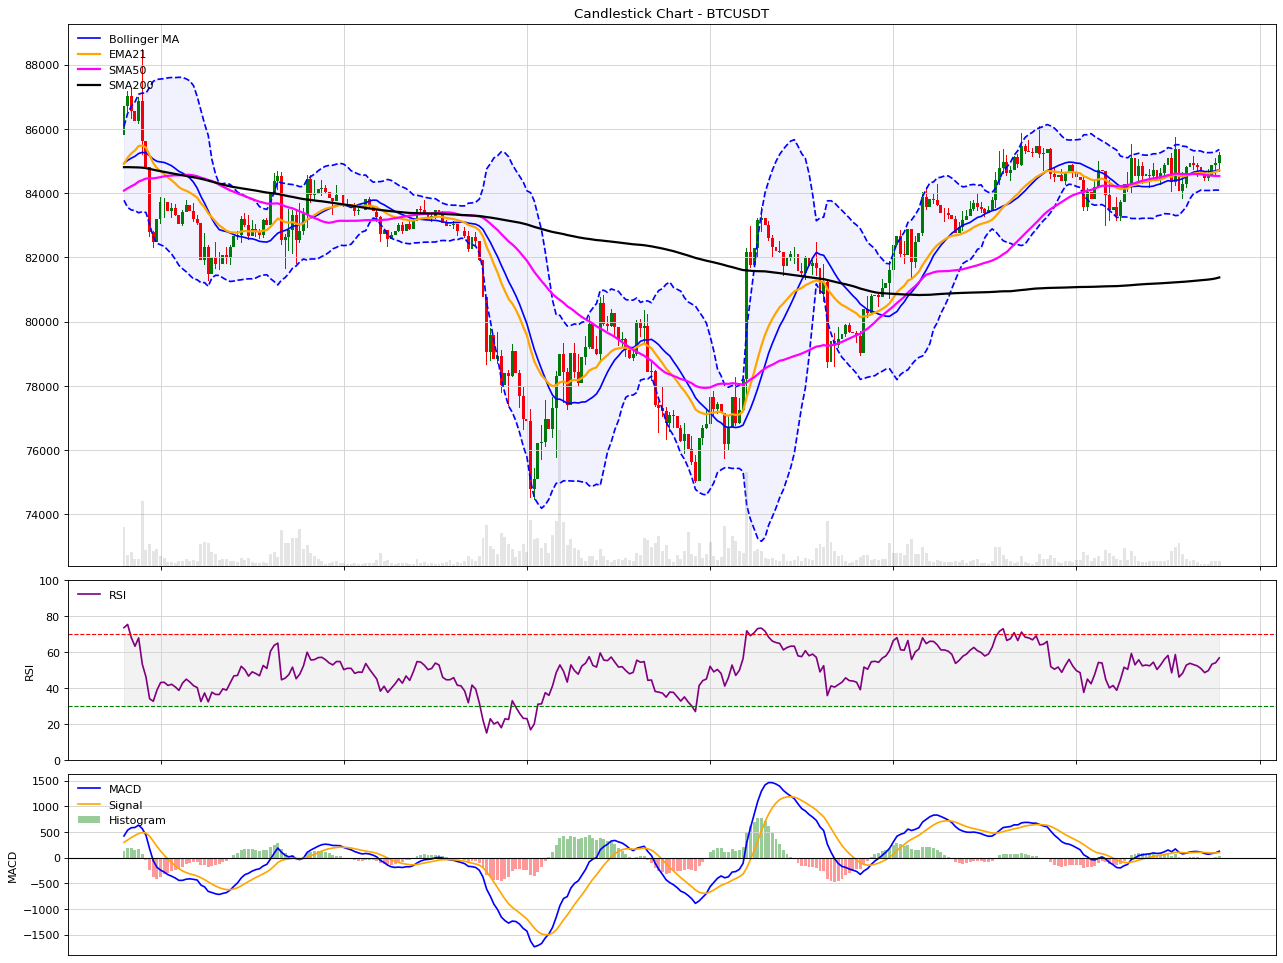 Candlestick Chart - BTCUSDT
Bollinger MA
EMA21
SMA50
SMA200
88000
86000
84000
82000
80000
78000
76000
74000
RSI
100
80
60
40
20
0
RSI
MACD
Signal
Histogram
1500
1000
500
0
−500
−1000
−1500
MACD